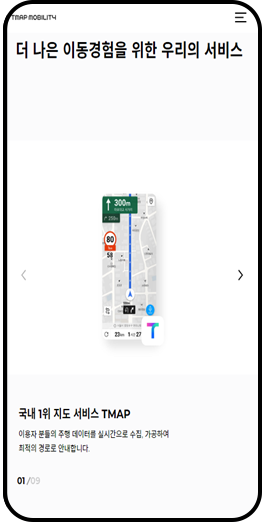 TMAP MOBILITY
더 나은 이동경험을 위한 우리의 서비스
300m
80
58
T
국내 1위 지도 서비스 TMAP
이용자 분들의 주행 데이터를 실시간으로 수집, 가공하여
최적의 경로로 안내합니다.
01 /09